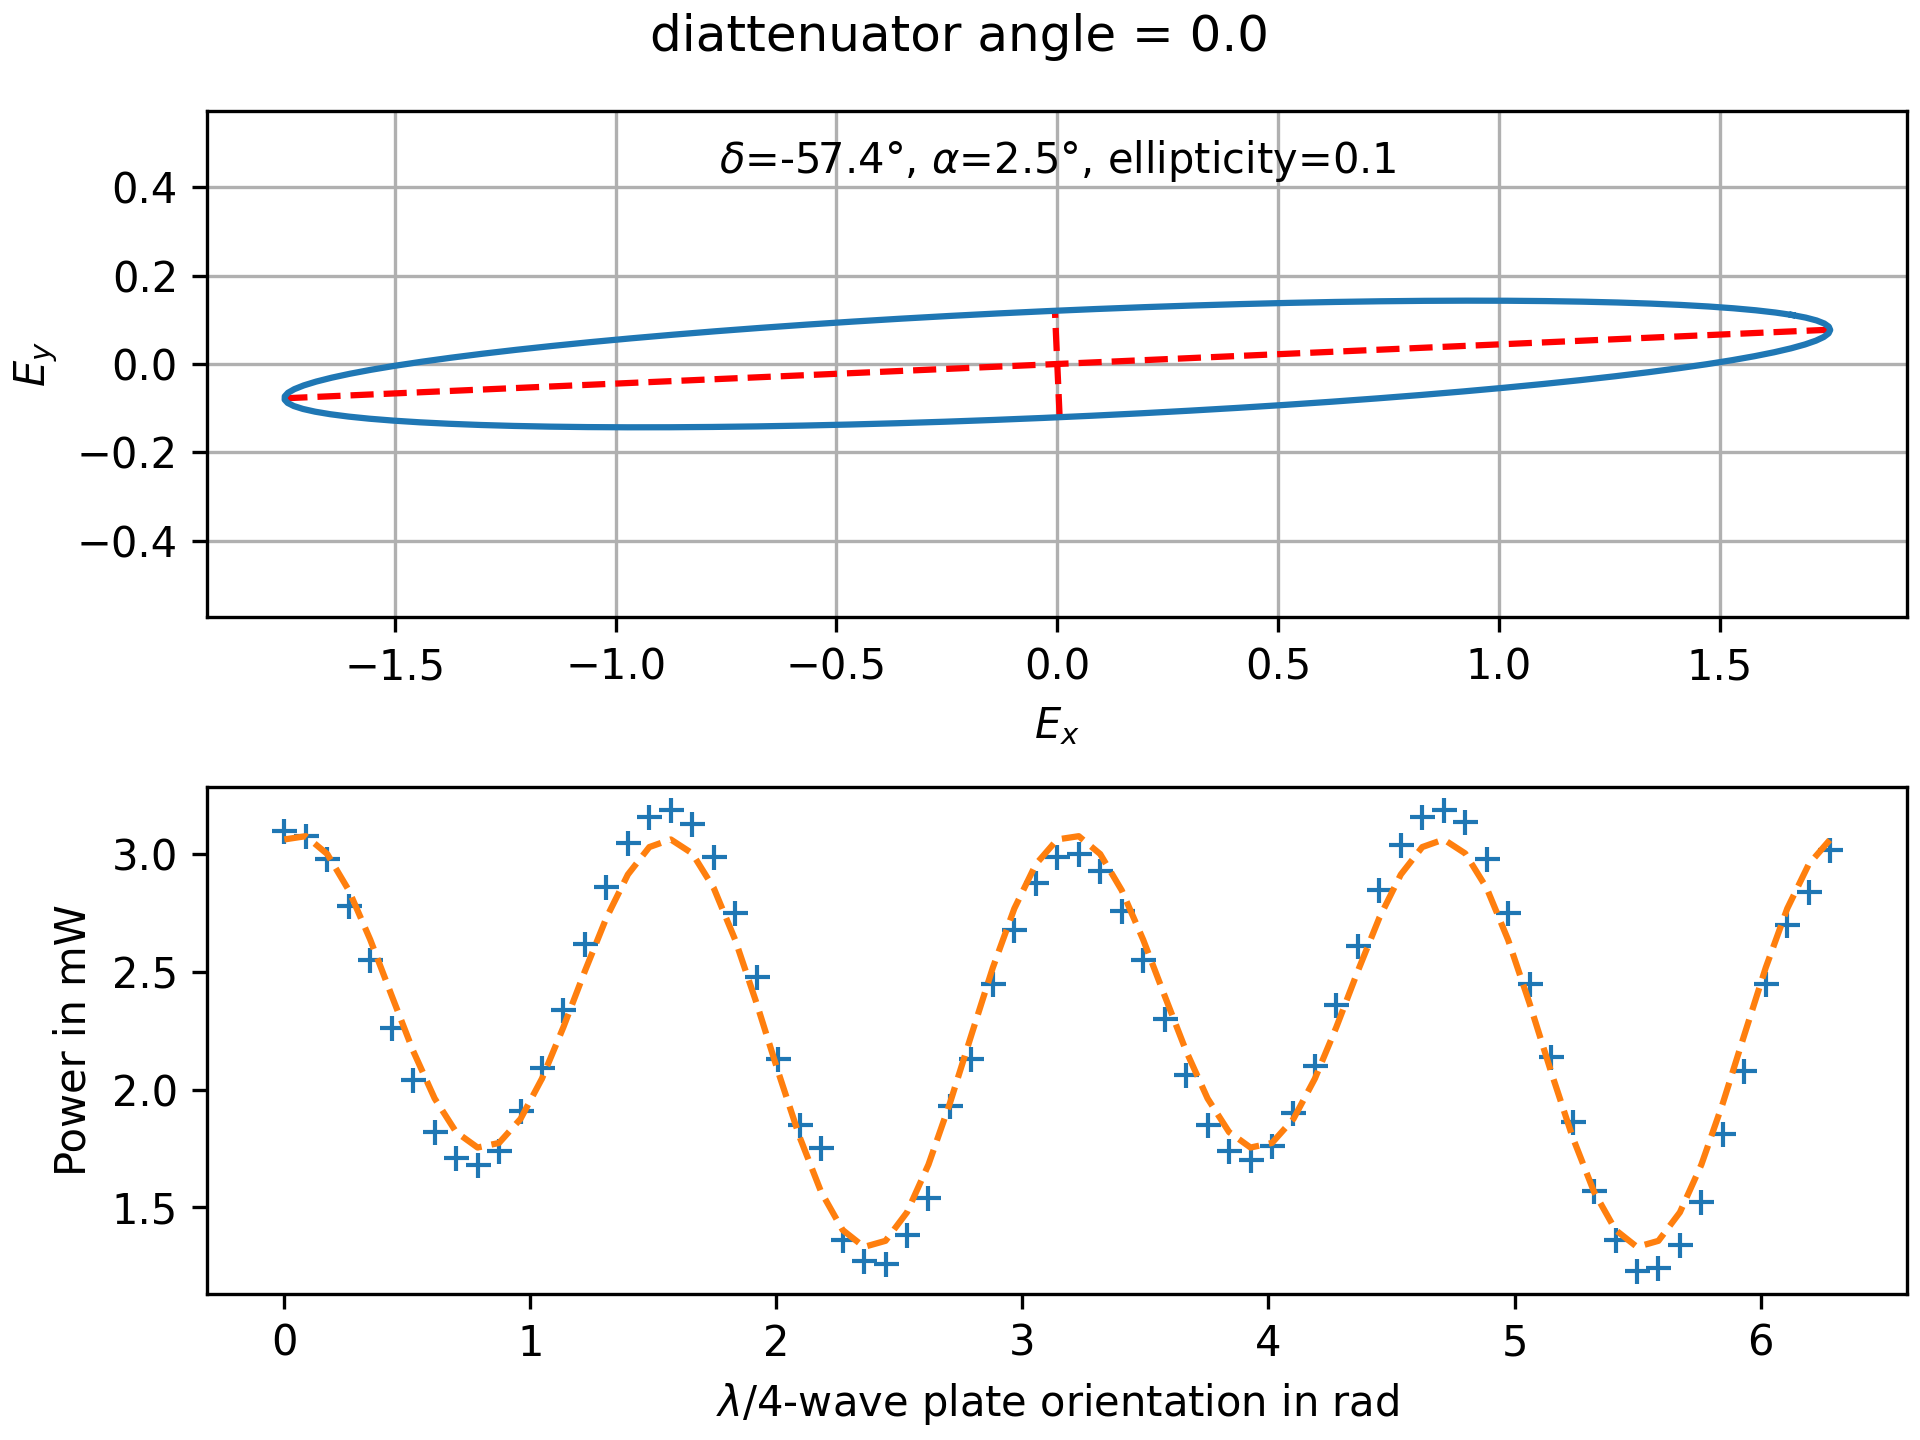 diattenuator angle = 0.0
δ=-57.4°, α=2.5°, ellipticity=0.1
0.4
0.2
0.0
−0.2
−0.4
E_y
−1.5 −1.0 −0.5 0.0 0.5 1.0 1.5
E_x
3.0
2.5
2.0
1.5
Power in mW
0 1 2 3 4 5 6
λ/4-wave plate orientation in rad